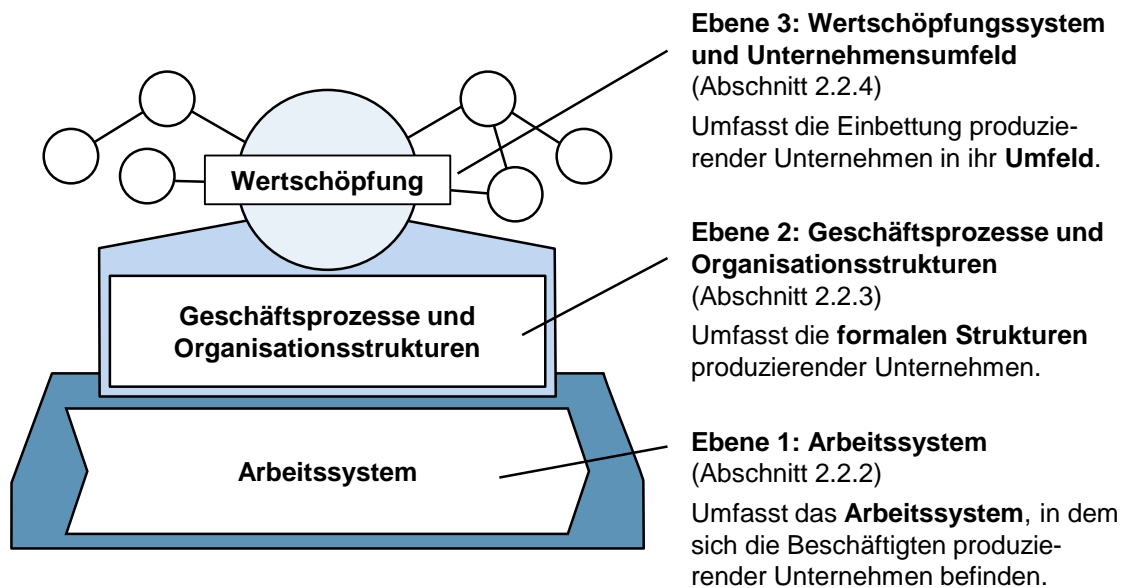 Ebene 3: Wertschöpfungssystem
und Unternehmensumfeld
(Abschnitt 2.2.4)
Umfasst die Einbettung produzie-
render Unternehmen in ihr Umfeld.
Wertschöpfung
Ebene 2: Geschäftsprozesse und
Organisationsstrukturen
(Abschnitt 2.2.3)
Umfasst die formalen Strukturen
produzierender Unternehmen.
Geschäftsprozesse und
Organisationsstrukturen
Ebene 1: Arbeitssystem
(Abschnitt 2.2.2)
Umfasst das Arbeitssystem, in dem
sich die Beschäftigten produzie-
render Unternehmen befinden.
Arbeitssystem